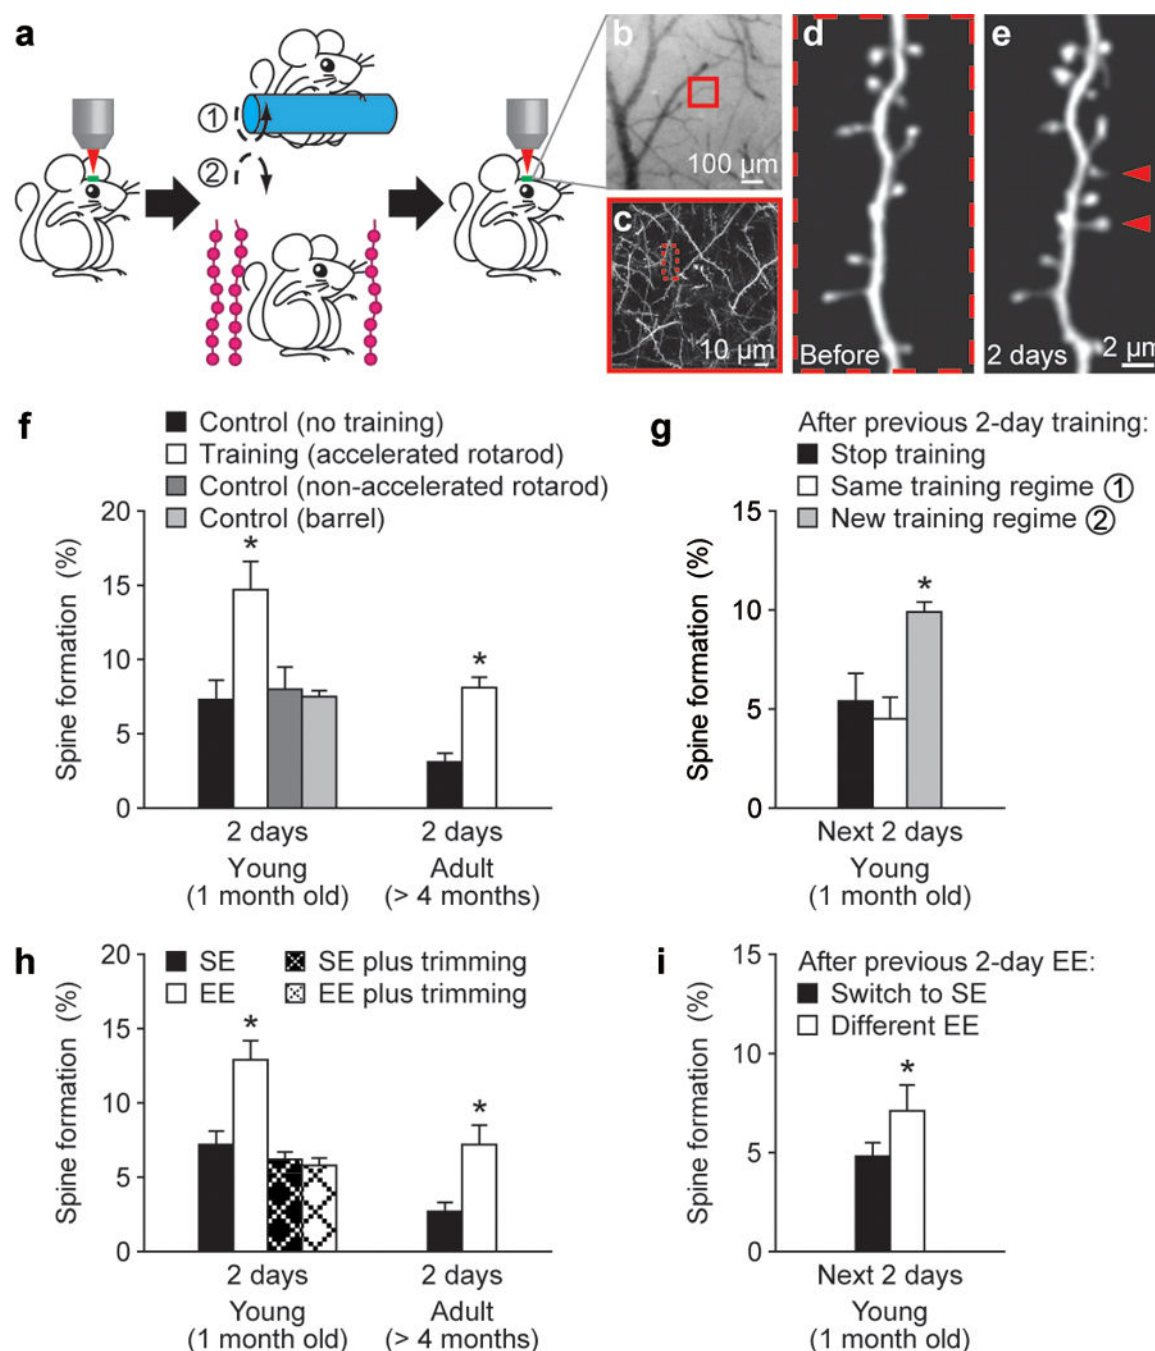 a
①
②
b
100 µm
c
10 µm
d
Before
e
2 days
2 µm
f
Control (no training)
Training (accelerated rotarod)
Control (non-accelerated rotarod)
Control (barrel)
Spine formation (%)
20
15
10
5
0
*
*
2 days
Young
(1 month old)
2 days
Adult
(> 4 months)
g
After previous 2-day training:
Stop training
Same training regime ①
New training regime ②
Spine formation (%)
15
10
5
0
*
Next 2 days
Young
(1 month old)
h
SE
EE
SE plus trimming
EE plus trimming
Spine formation (%)
20
15
10
5
0
*
*
2 days
Young
(1 month old)
2 days
Adult
(> 4 months)
i
After previous 2-day EE:
Switch to SE
Different EE
Spine formation (%)
15
10
5
0
*
Next 2 days
Young
(1 month old)